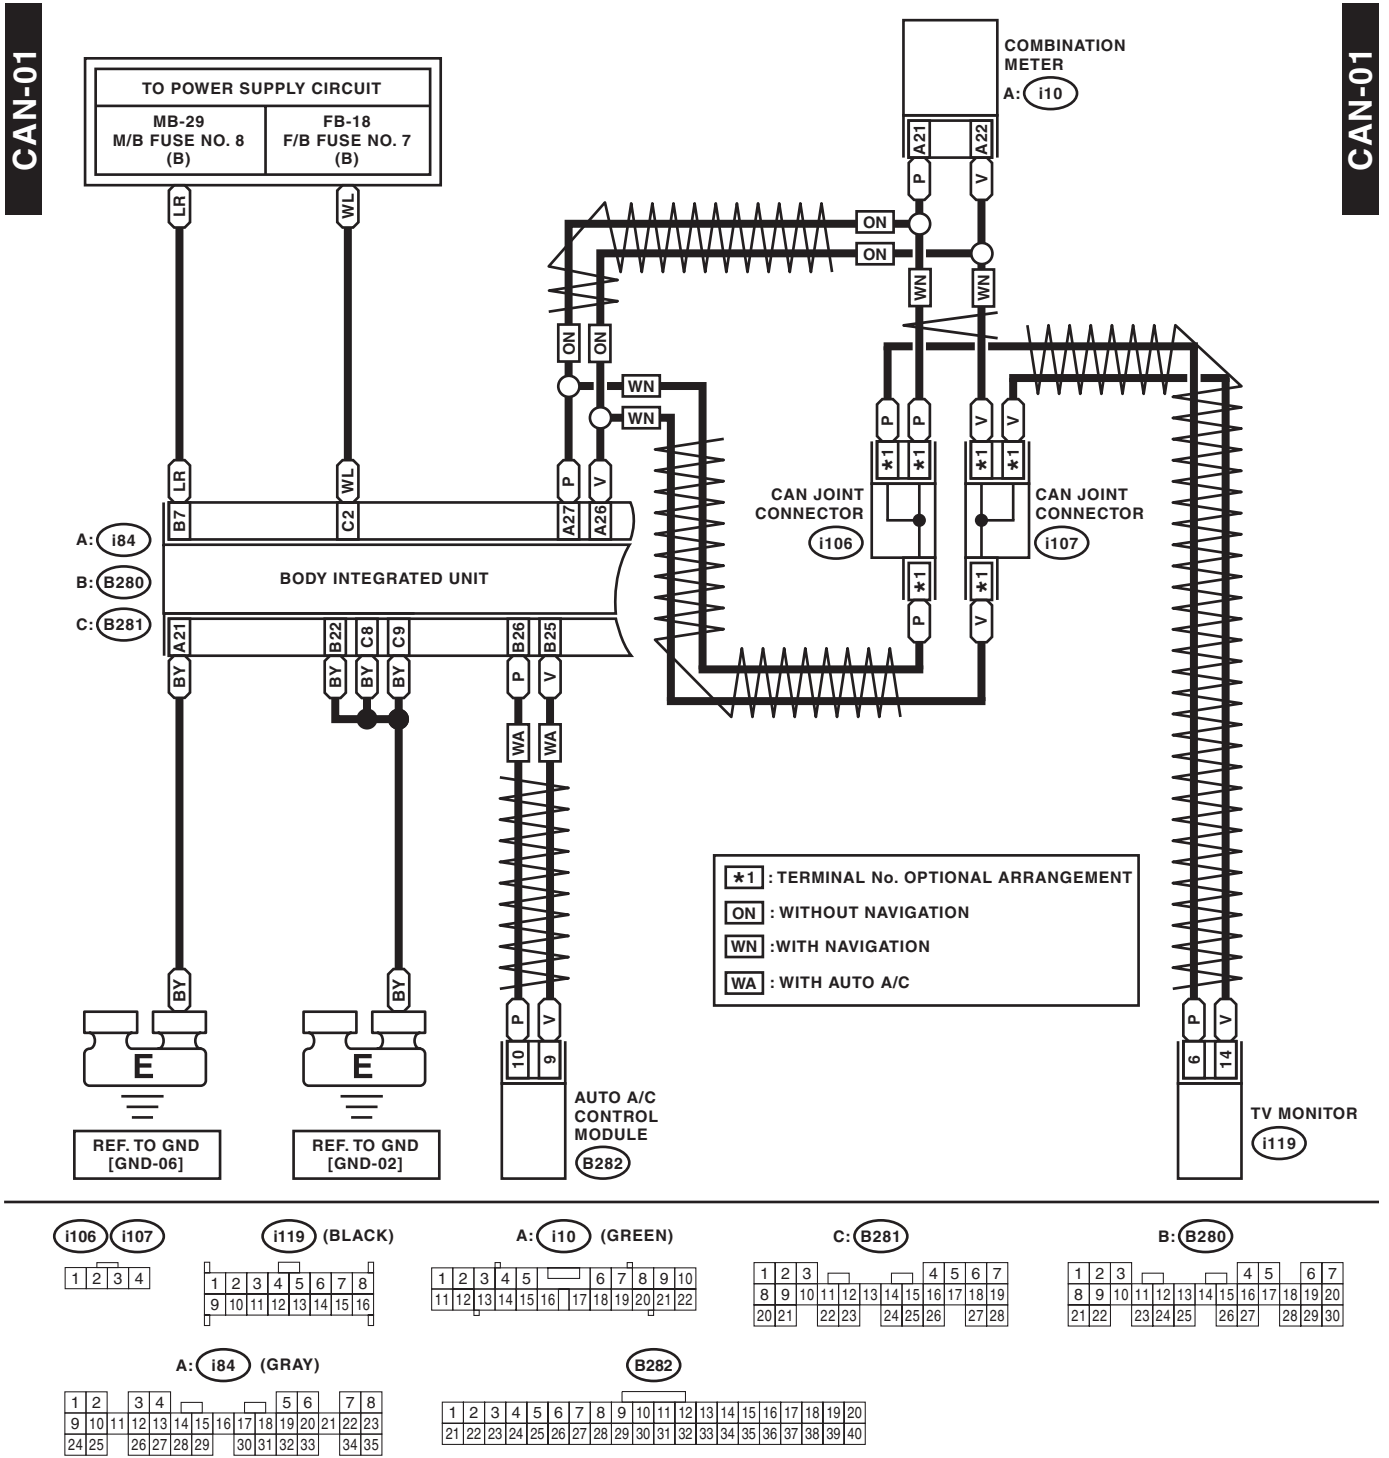 CAN-01
CAN-01
TO POWER SUPPLY CIRCUIT
MB-29
M/B FUSE NO. 8
(B)
FB-18
F/B FUSE NO. 7
(B)
COMBINATION
METER
A: i10
A21
A22
P
V
LR
WL
ON
ON
WN
WN
ON
ON
WN
WN
P
P
V
V
*1
*1
*1
*1
LR
WL
P
V
B7
C2
A27
A26
CAN JOINT
CONNECTOR
i106
CAN JOINT
CONNECTOR
i107
A: i84
B: B280
C: B281
BODY INTEGRATED UNIT
*1
*1
P
V
A21
B22
C8
C9
B26
B25
BY
BY
BY
BY
P
V
WA
WA
*1 : TERMINAL No. OPTIONAL ARRANGEMENT
ON : WITHOUT NAVIGATION
WN :WITH NAVIGATION
WA : WITH AUTO A/C
BY
BY
P
V
P
V
E
E
10
9
6
14
REF. TO GND
[GND-06]
REF. TO GND
[GND-02]
AUTO A/C
CONTROL
MODULE
B282
TV MONITOR
i119
i106 i107
1 2 3 4
i119 (BLACK)
1 2 3 4 5 6 7 8
9 10 11 12 13 14 15 16
A: i10 (GREEN)
1 2 3 4 5 6 7 8 9 10
11 12 13 14 15 16 17 18 19 20 21 22
C: B281
1 2 3 4 5 6 7
8 9 10 11 12 13 14 15 16 17 18 19
20 21 22 23 24 25 26 27 28
B: B280
1 2 3 4 5 6 7
8 9 10 11 12 13 14 15 16 17 18 19 20
21 22 23 24 25 26 27 28 29 30
A: i84 (GRAY)
1 2 3 4 5 6 7 8
9 10 11 12 13 14 15 16 17 18 19 20 21 22 23
24 25 26 27 28 29 30 31 32 33 34 35
B282
1 2 3 4 5 6 7 8 9 10 11 12 13 14 15 16 17 18 19 20
21 22 23 24 25 26 27 28 29 30 31 32 33 34 35 36 37 38 39 40